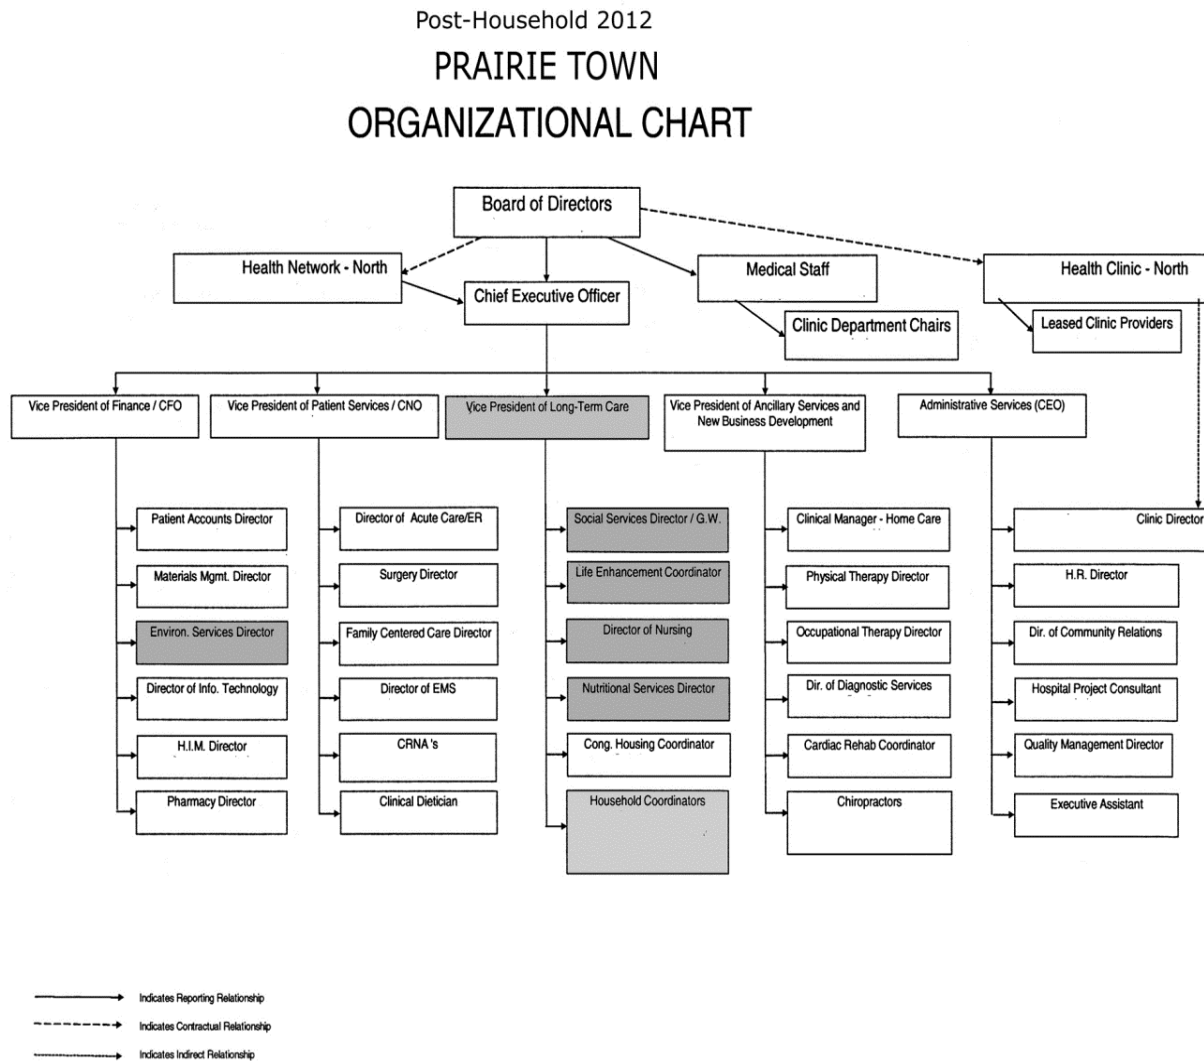 Post-Household 2012
PRAIRIE TOWN
ORGANIZATIONAL CHART
Board of Directors
Health Network - North
Medical Staff
Health Clinic - North
Chief Executive Officer
Clinic Department Chairs
Leased Clinic Providers
Vice President of Finance / CFO
Vice President of Patient Services / CNO
Vice President of Long-Term Care
Vice President of Ancillary Services and
New Business Development
Administrative Services (CEO)
Patient Accounts Director
Materials Mgmt. Director
Environ. Services Director
Director of Info. Technology
H.I.M. Director
Pharmacy Director
Director of Acute Care/ER
Surgery Director
Family Centered Care Director
Director of EMS
CRNA 's
Clinical Dietician
Social Services Director / G.W.
Life Enhancement Coordinator
Director of Nursing
Nutritional Services Director
Cong. Housing Coordinator
Household Coordinators
Clinical Manager - Home Care
Physical Therapy Director
Occupational Therapy Director
Dir. of Diagnostic Services
Cardiac Rehab Coordinator
Chiropractors
Clinic Director
H.R. Director
Dir. of Community Relations
Hospital Project Consultant
Quality Management Director
Executive Assistant
Indicates Reporting Relationship
Indicates Contractual Relationship
Indicates Indirect Relationship